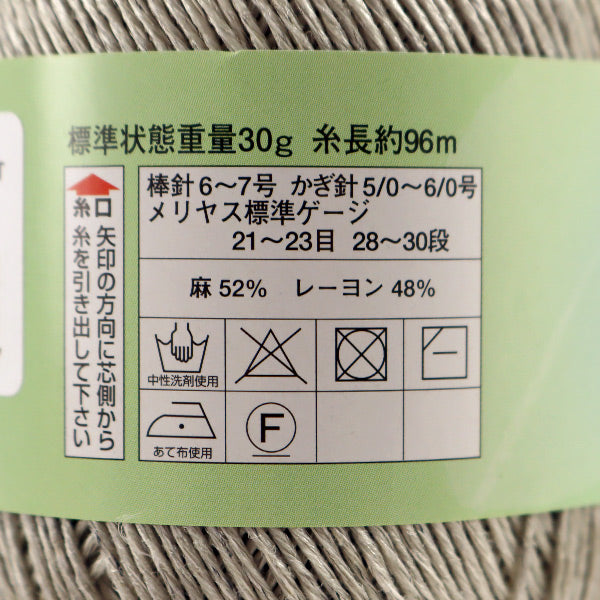 標準状態重量30g 糸長約96m
糸口 矢印の方向に芯側から
糸を引き出して下さい
棒針6〜7号 かぎ針5/0〜6/0号
メリヤス標準ゲージ
21〜23目 28〜30段
麻 52% レーヨン 48%
中性洗剤使用
あて布使用
F